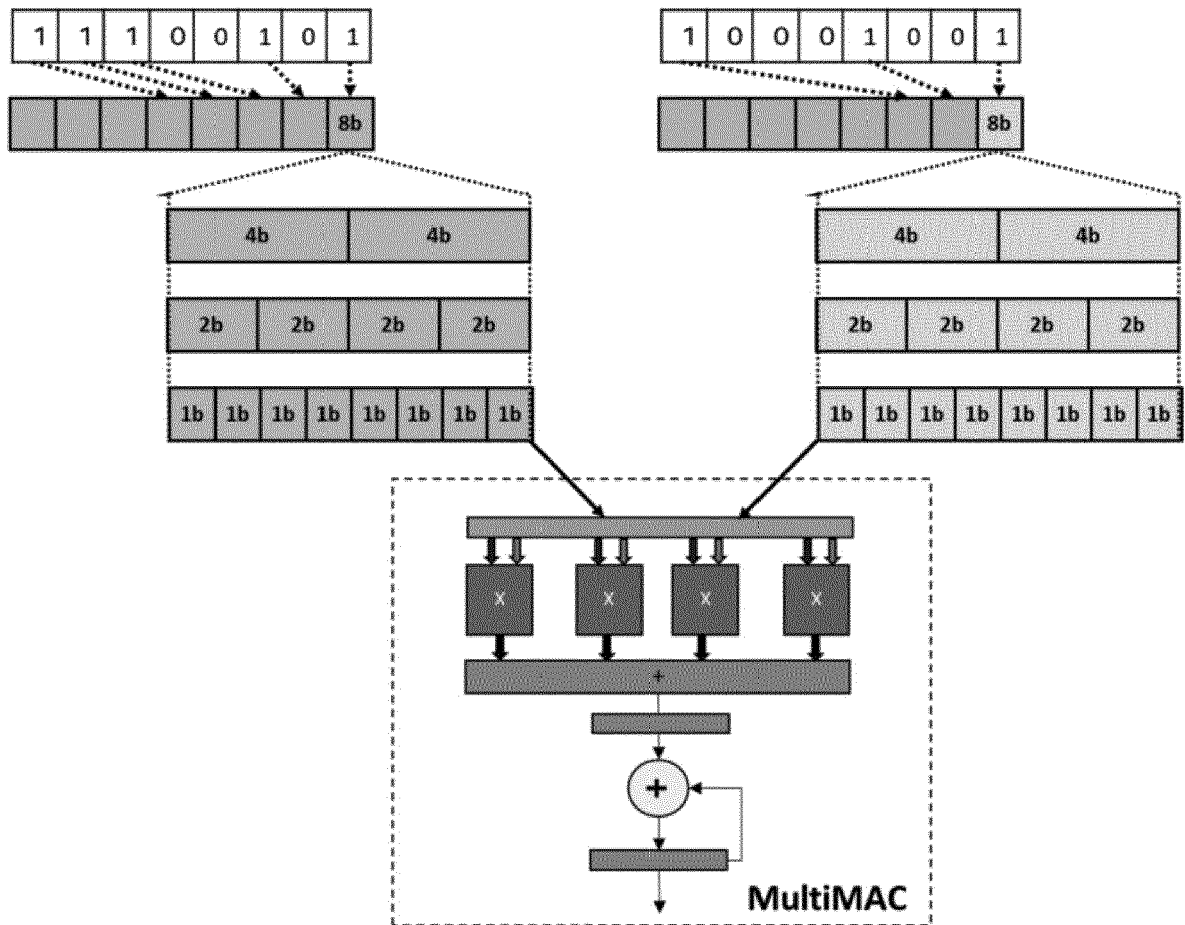 1 1 1 0 0 1 0 1 1 0 0 0 1 0 0 1
8b 8b
4b 4b 4b 4b
2b 2b 2b 2b 2b 2b 2b 2b
1b 1b 1b 1b 1b 1b 1b 1b 1b 1b 1b 1b 1b 1b 1b 1b
X X X X
+
+
MultiMAC